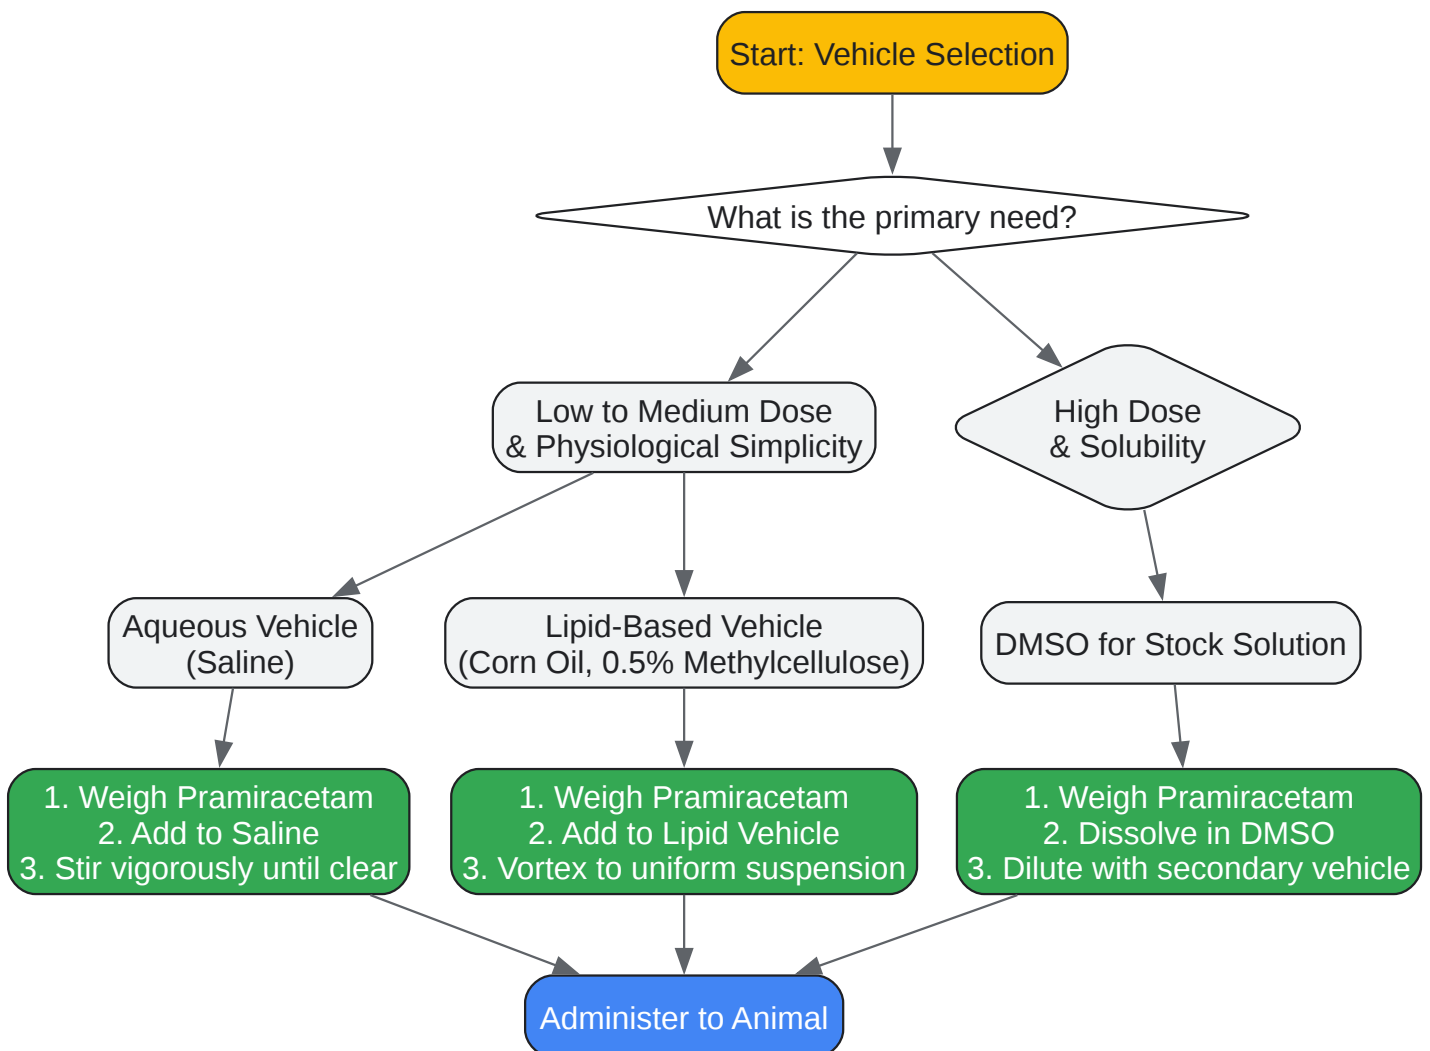 Start: Vehicle Selection
What is the primary need?
Low to Medium Dose
& Physiological Simplicity
High Dose
& Solubility
Aqueous Vehicle
(Saline)
Lipid-Based Vehicle
(Corn Oil, 0.5% Methylcellulose)
DMSO for Stock Solution
1. Weigh Pramiracetam
2. Add to Saline
3. Stir vigorously until clear
1. Weigh Pramiracetam
2. Add to Lipid Vehicle
3. Vortex to uniform suspension
1. Weigh Pramiracetam
2. Dissolve in DMSO
3. Dilute with secondary vehicle
Administer to Animal